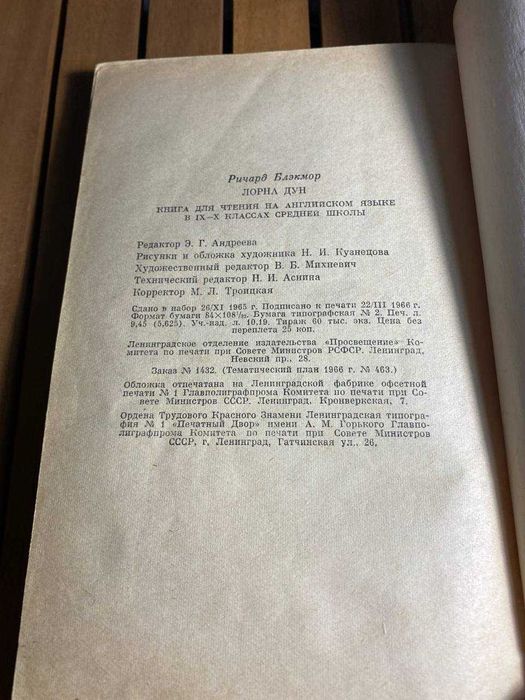 Ричард Блэкмор
ЛОРНА ДУН
КНИГА ДЛЯ ЧТЕНИЯ НА АНГЛИЙСКОМ ЯЗЫКЕ
В IX—X КЛАССАХ СРЕДНЕЙ ШКОЛЫ
Редактор Э. Г. Андреева
Рисунки и обложка художника Н. И. Кузнецова
Художественный редактор В. Б. Михневич
Технический редактор Н. И. Аснина
Корректор М. Л. Троицкая
Сдано в набор 26/XI 1965 г. Подписано к печати 22/III 1966 г.
Формат бумаги 84×108¹/₃₂. Бумага типографская № 2. Печ. л.
9,45 (5,625). Уч.-изд. л. 10,19. Тираж 60 тыс. экз. Цена без
переплета 25 коп.
Ленинградское отделение издательства «Просвещение» Ко-
митета по печати при Совете Министров РСФСР. Ленинград,
Невский пр., 28.
Заказ № 1432. (Тематический план 1966 г. № 463.)
Обложка отпечатана на Ленинградской фабрике офсетной
печати № 1 Главполиграфпрома Комитета по печати при Со-
вете Министров СССР. Ленинград, Кронверкская, 7.
Ордена Трудового Красного Знамени Ленинградская типогра-
фия № 1 «Печатный Двор» имени А. М. Горького Главпо-
лиграфпрома Комитета по печати при Совете Министров
СССР, г. Ленинград, Гатчинская ул., 26.